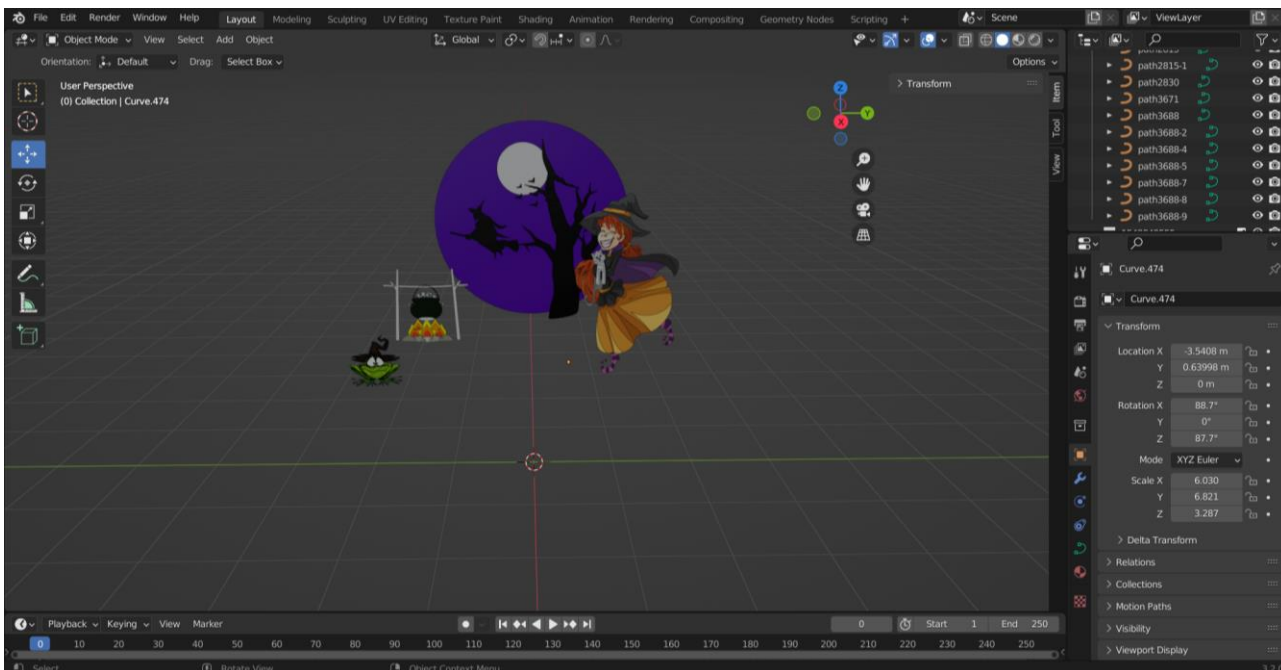 File Edit Render Window Help Layout Modeling Sculpting UV Editing Texture Paint Shading Animation Rendering Compositing Geometry Nodes Scripting + Scene ViewLayer
Object Mode View Select Add Object Global
Orientation: Default Drag: Select Box Options
User Perspective
(0) Collection | Curve.474
Transform
Item
Tool
View
Z
Y
X
path2815-1
path2830
path3671
path3688
path3688-2
path3688-4
path3688-5
path3688-7
path3688-8
path3688-9
Curve.474
Curve.474
Transform
Location X -3.5408 m
Y 0.63998 m
Z 0 m
Rotation X 88.7°
Y 0°
Z 87.7°
Mode XYZ Euler
Scale X 6.030
Y 6.821
Z 3.287
Delta Transform
Relations
Collections
Motion Paths
Visibility
Viewport Display
Playback Keying View Marker 0 Start 1 End 250
0 10 20 30 40 50 60 70 80 90 100 110 120 130 140 150 160 170 180 190 200 210 220 230 240 250
Select Rotate View Object Context Menu